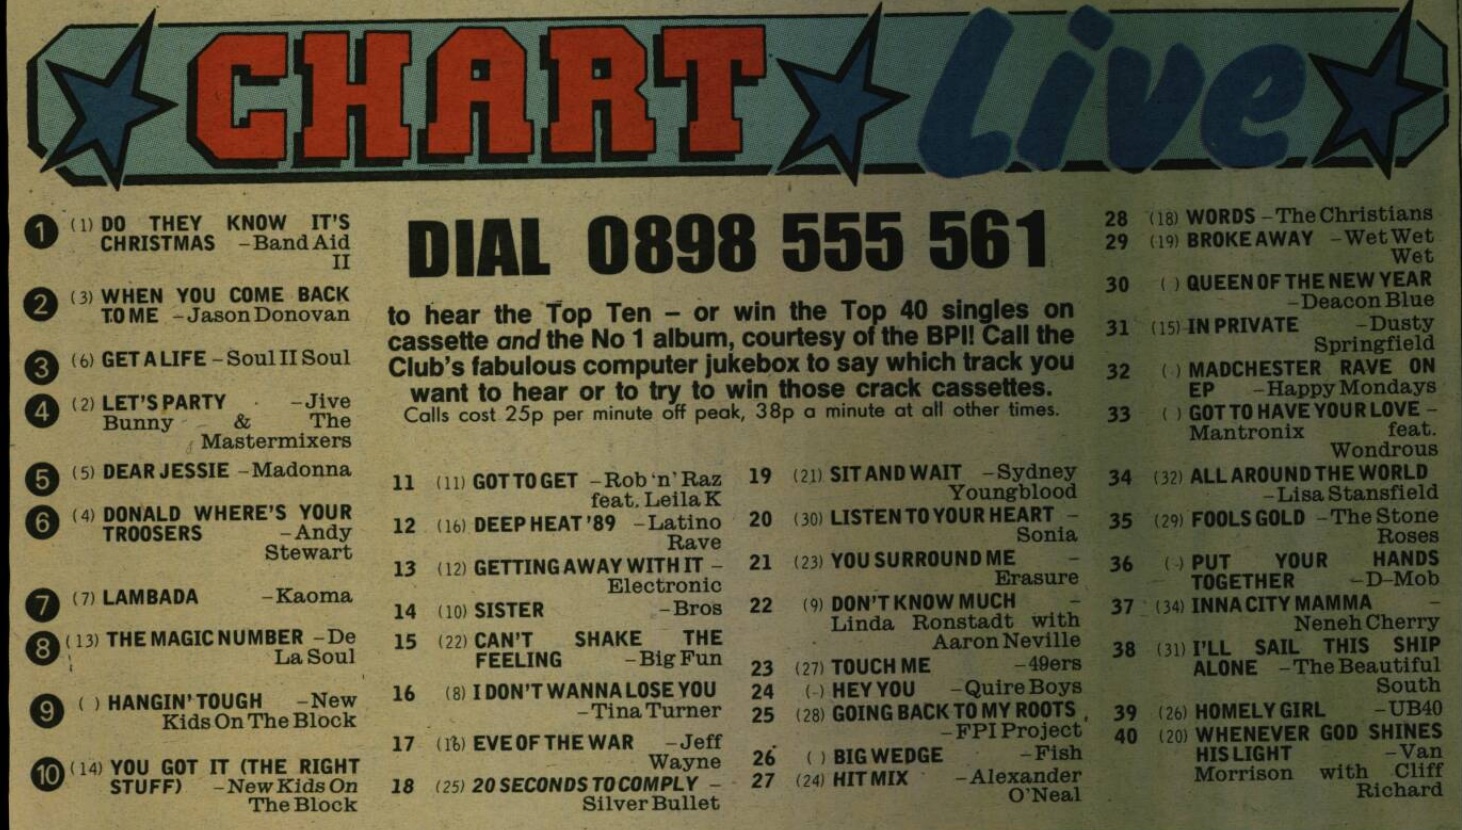 CHART Live
1 (1) DO THEY KNOW IT'S
CHRISTMAS –Band Aid
II
2 (3) WHEN YOU COME BACK
TO ME –Jason Donovan
3 (6) GET A LIFE –Soul II Soul
4 (2) LET'S PARTY –Jive
Bunny & The
Mastermixers
5 (5) DEAR JESSIE –Madonna
6 (4) DONALD WHERE'S YOUR
TROOSERS –Andy
Stewart
7 (7) LAMBADA –Kaoma
8 (13) THE MAGIC NUMBER –De
La Soul
9 ( ) HANGIN' TOUGH –New
Kids On The Block
10 (14) YOU GOT IT (THE RIGHT
STUFF) –New Kids On
The Block
DIAL 0898 555 561
to hear the Top Ten – or win the Top 40 singles on
cassette and the No 1 album, courtesy of the BPI! Call the
Club's fabulous computer jukebox to say which track you
want to hear or to try to win those crack cassettes.
Calls cost 25p per minute off peak, 38p a minute at all other times.
11 (11) GOT TO GET –Rob 'n' Raz
feat. Leila K
12 (16) DEEP HEAT '89 –Latino
Rave
13 (12) GETTING AWAY WITH IT –
Electronic
14 (10) SISTER –Bros
15 (22) CAN'T SHAKE THE
FEELING –Big Fun
16 (8) I DON'T WANNA LOSE YOU
–Tina Turner
17 (16) EVE OF THE WAR –Jeff
Wayne
18 (25) 20 SECONDS TO COMPLY –
Silver Bullet
19 (21) SIT AND WAIT –Sydney
Youngblood
20 (30) LISTEN TO YOUR HEART –
Sonia
21 (23) YOU SURROUND ME –
Erasure
22 (9) DON'T KNOW MUCH –
Linda Ronstadt with
Aaron Neville
23 (27) TOUCH ME –49ers
24 (-) HEY YOU –Quire Boys
25 (28) GOING BACK TO MY ROOTS
–FPI Project
26 ( ) BIG WEDGE –Fish
27 (24) HIT MIX –Alexander
O'Neal
28 (18) WORDS –The Christians
29 (19) BROKE AWAY –Wet Wet
Wet
30 ( ) QUEEN OF THE NEW YEAR
–Deacon Blue
31 (15) IN PRIVATE –Dusty
Springfield
32 (-) MADCHESTER RAVE ON
EP –Happy Mondays
33 ( ) GOT TO HAVE YOUR LOVE –
Mantronix feat.
Wondrous
34 (32) ALL AROUND THE WORLD
–Lisa Stansfield
35 (29) FOOLS GOLD –The Stone
Roses
36 (-) PUT YOUR HANDS
TOGETHER –D-Mob
37 (34) INNA CITY MAMMA –
Neneh Cherry
38 (31) I'LL SAIL THIS SHIP
ALONE –The Beautiful
South
39 (26) HOMELY GIRL –UB40
40 (20) WHENEVER GOD SHINES
HIS LIGHT –Van
Morrison with Cliff
Richard